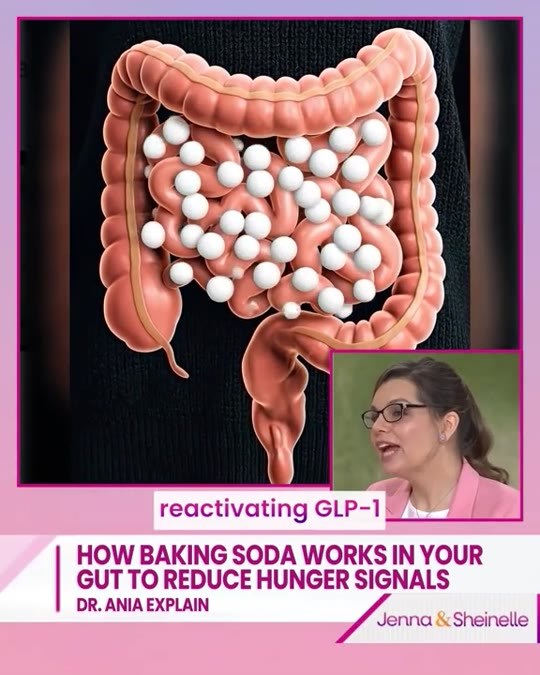 reactivating GLP-1
HOW BAKING SODA WORKS IN YOUR
GUT TO REDUCE HUNGER SIGNALS
DR. ANIA EXPLAIN
Jenna & Sheinelle